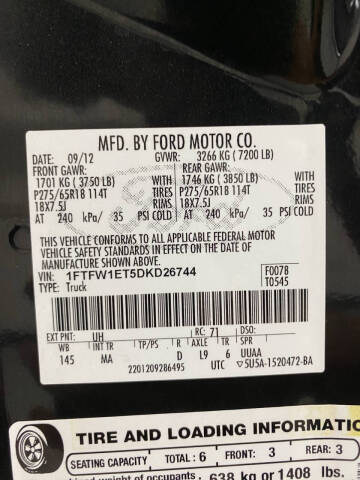 MFD. BY FORD MOTOR CO.
DATE: 09/12 GVWR: 3266 KG ( 7200 LB)
FRONT GAWR: REAR GAWR:
1701 KG ( 3750 LB) 1746 KG ( 3850 LB)
P275/65R18 114T TIRES P275/65R18 114T TIRES
18X7.5J RIMS 18X7.5J RIMS
AT 240 kPa/ 35 PSI COLD AT 240 kPa/ 35 PSI COLD
THIS VEHICLE CONFORMS TO ALL APPLICABLE FEDERAL MOTOR
VEHICLE SAFETY STANDARDS IN EFFECT ON THE DATE OF
MANUFACTURE SHOWN ABOVE.
VIN: 1FTFW1ET5DKD26744 F0078
TYPE: Truck T0545
EXT PNT: UH RC: 71 DSO:
WB INT TR TP/PS R AXLE TR SPR
145 MA D L9 6 UUAA
2201209286495 UTC ▽5U5A-1520472-BA
TIRE AND LOADING INFORMATION
SEATING CAPACITY TOTAL: 6 FRONT: 3 REAR: 3
weight of occupants 638 kg or 1408 lbs.